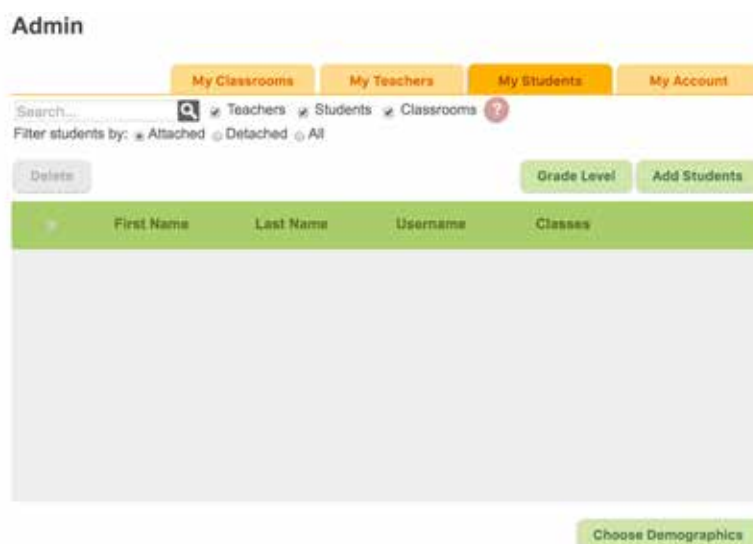 Admin
My Classrooms My Teachers My Students My Account
Search... Teachers Students Classrooms ?
Filter students by: Attached Detached All
Delete Grade Level Add Students
First Name Last Name Username Classes
Choose Demographics